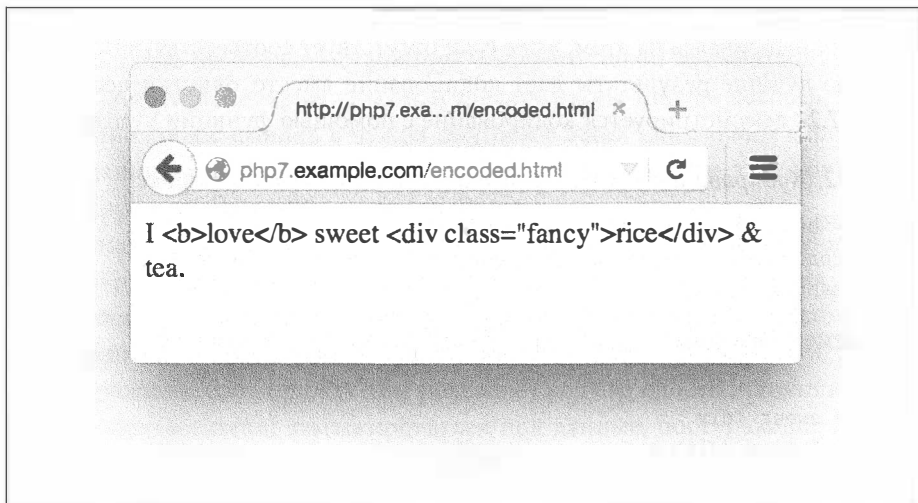 http://php7.exa...m/encoded.html × +
php7.example.com/encoded.html
I <b>love</b> sweet <div class="fancy">rice</div> &
tea.